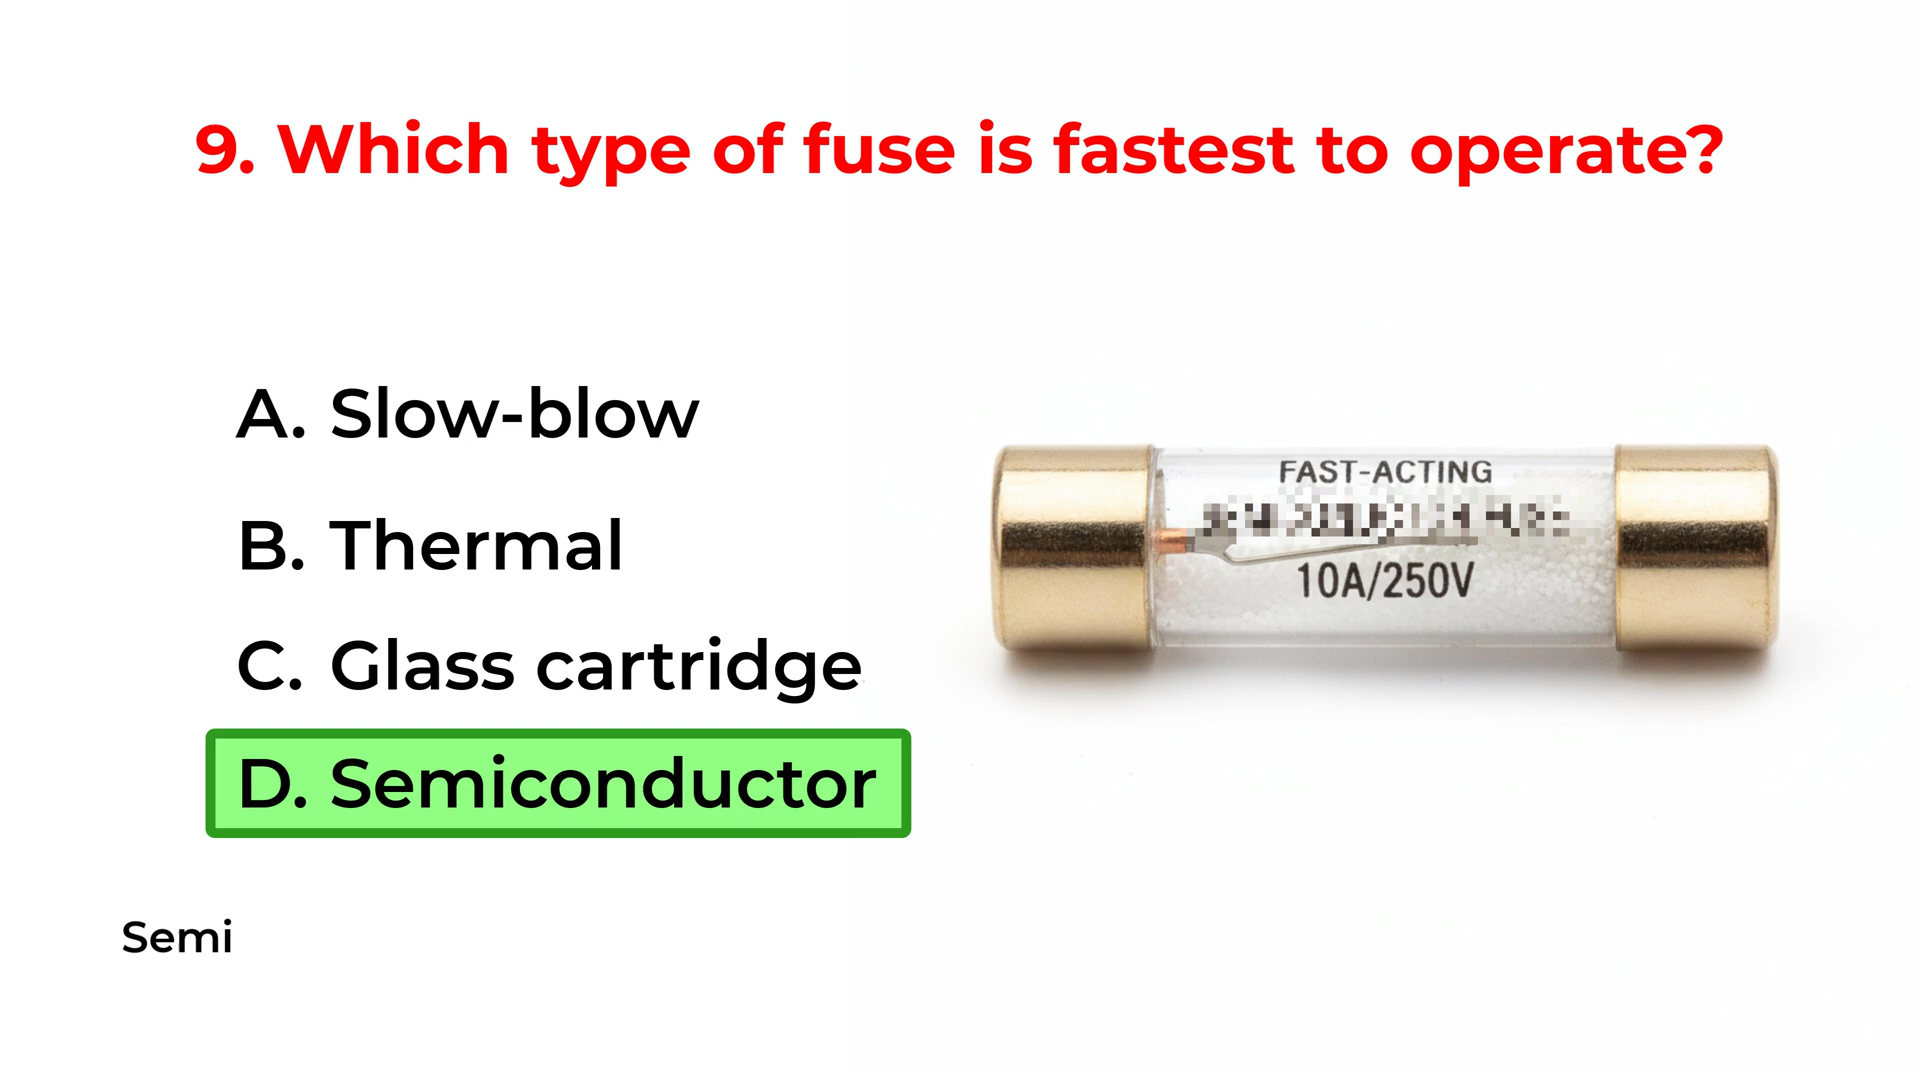 9. Which type of fuse is fastest to operate?
A. Slow-blow
B. Thermal
C. Glass cartridge
D. Semiconductor
FAST-ACTING
10A/250V
Semi